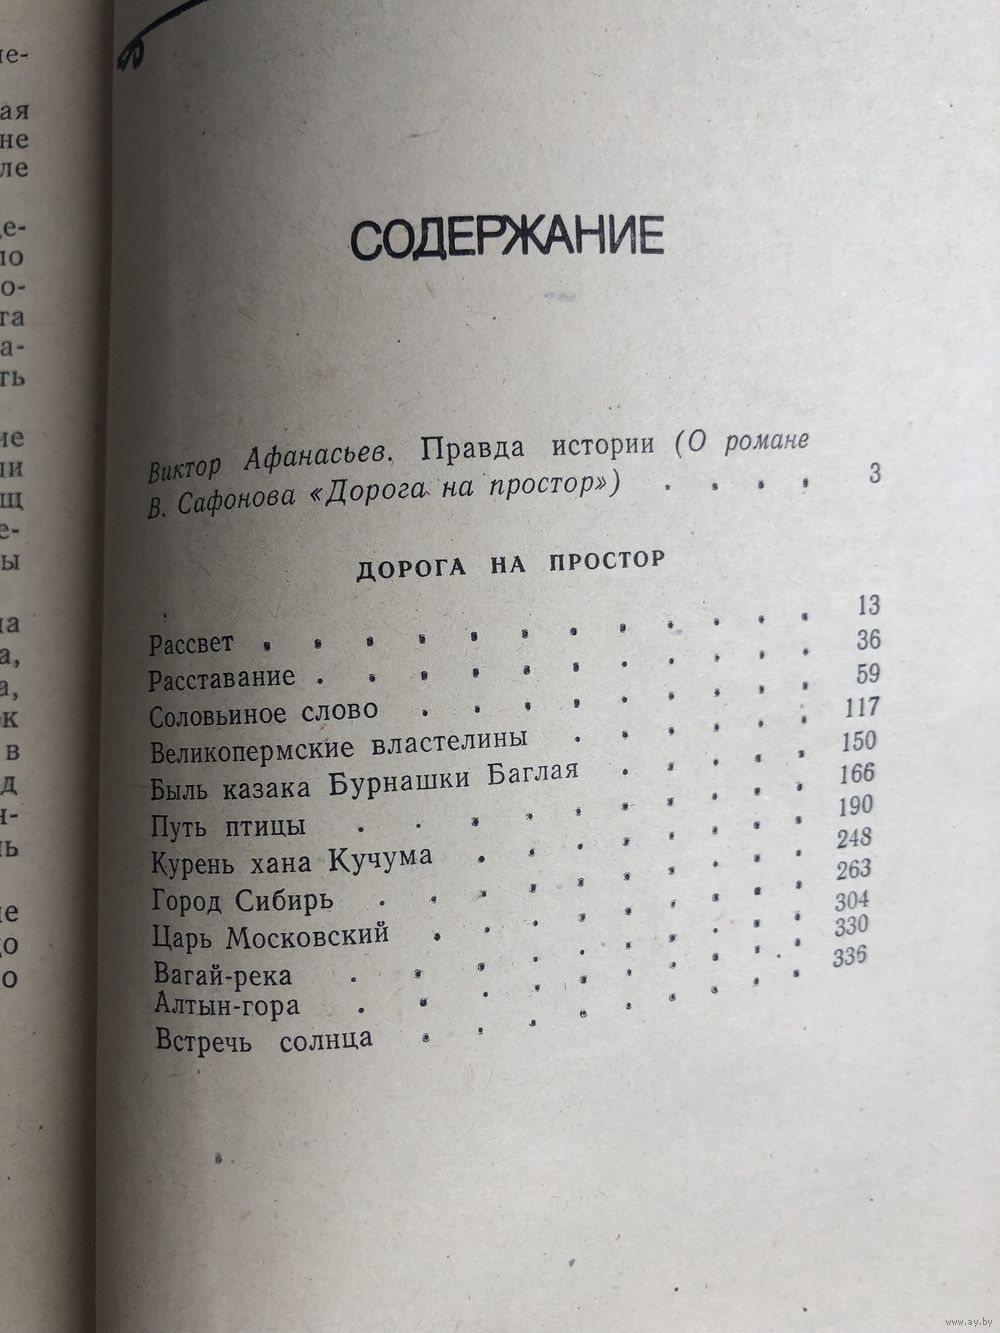 СОДЕРЖАНИЕ
Виктор Афанасьев. Правда истории (О романе
В. Сафонова «Дорога на простор») . . . . 3
ДОРОГА НА ПРОСТОР
Рассвет . . . . . . . . . . . . 13
Расставание . . . . . . . . . . 36
Соловьиное слово . . . . . . . . 59
Великопермские властелины . . . . . 117
Быль казака Бурнашки Баглая . . . . 150
Путь птицы . . . . . . . . . 166
Курень хана Кучума . . . . . . . 190
Город Сибирь . . . . . . . . . 248
Царь Московский . . . . . . . . 263
Вагай-река . . . . . . . . 304
Алтын-гора . . . . . . . . 330
Встречь солнца . . . . . . . . 336
www.ay.by